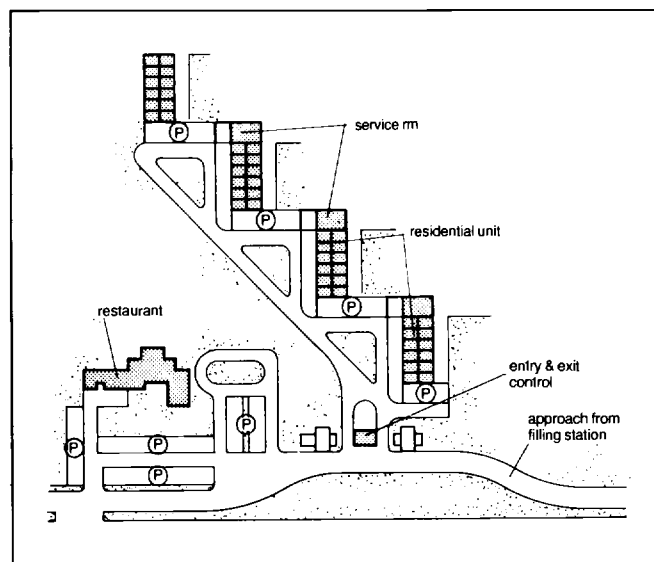 P
service rm
P
residential unit
P
restaurant
P
entry & exit
control
P
P
approach from
filling station
P
P
P